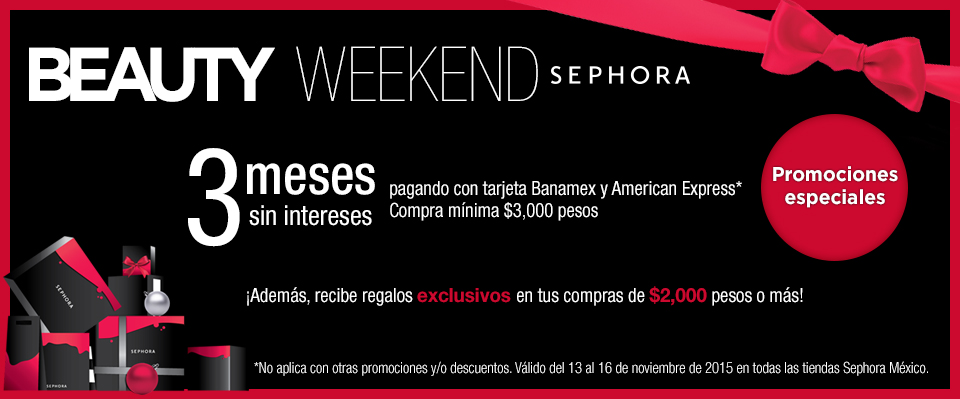 BEAUTY WEEKEND SEPHORA
3 meses sin intereses
pagando con tarjeta Banamex y American Express*
Compra mínima $3,000 pesos
Promociones especiales
¡Además, recibe regalos exclusivos en tus compras de $2,000 pesos o más!
SEPHORA
SEPHORA
SEPHORA
*No aplica con otras promociones y/o descuentos. Válido del 13 al 16 de noviembre de 2015 en todas las tiendas Sephora México.